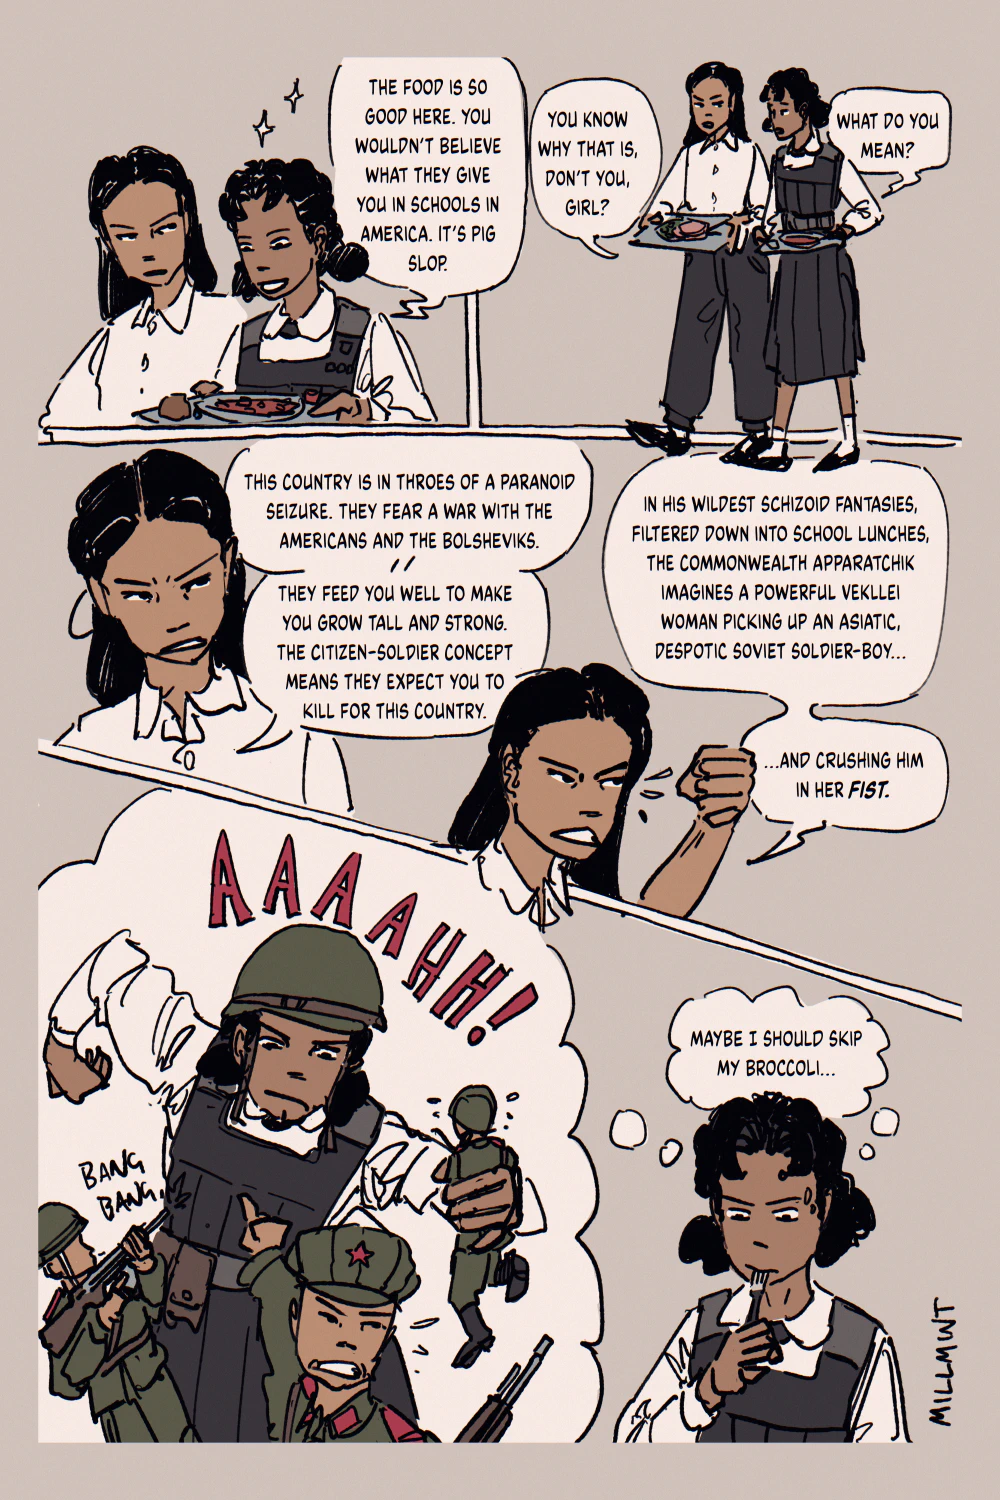 THE FOOD IS SO
GOOD HERE. YOU
WOULDN'T BELIEVE
WHAT THEY GIVE
YOU IN SCHOOLS IN
AMERICA. IT'S PIG
SLOP.
YOU KNOW
WHY THAT IS,
DON'T YOU,
GIRL?
WHAT DO YOU
MEAN?
THIS COUNTRY IS IN THROES OF A PARANOID
SEIZURE. THEY FEAR A WAR WITH THE
AMERICANS AND THE BOLSHEVIKS.
THEY FEED YOU WELL TO MAKE
YOU GROW TALL AND STRONG.
THE CITIZEN-SOLDIER CONCEPT
MEANS THEY EXPECT YOU TO
KILL FOR THIS COUNTRY.
IN HIS WILDEST SCHIZOID FANTASIES,
FILTERED DOWN INTO SCHOOL LUNCHES,
THE COMMONWEALTH APPARATCHIK
IMAGINES A POWERFUL VEKLLEI
WOMAN PICKING UP AN ASIATIC,
DESPOTIC SOVIET SOLDIER-BOY...
...AND CRUSHING HIM
IN HER FIST.
AAAAHH!
BANG
BANG,
MAYBE I SHOULD SKIP
MY BROCCOLI...
MILLMWT